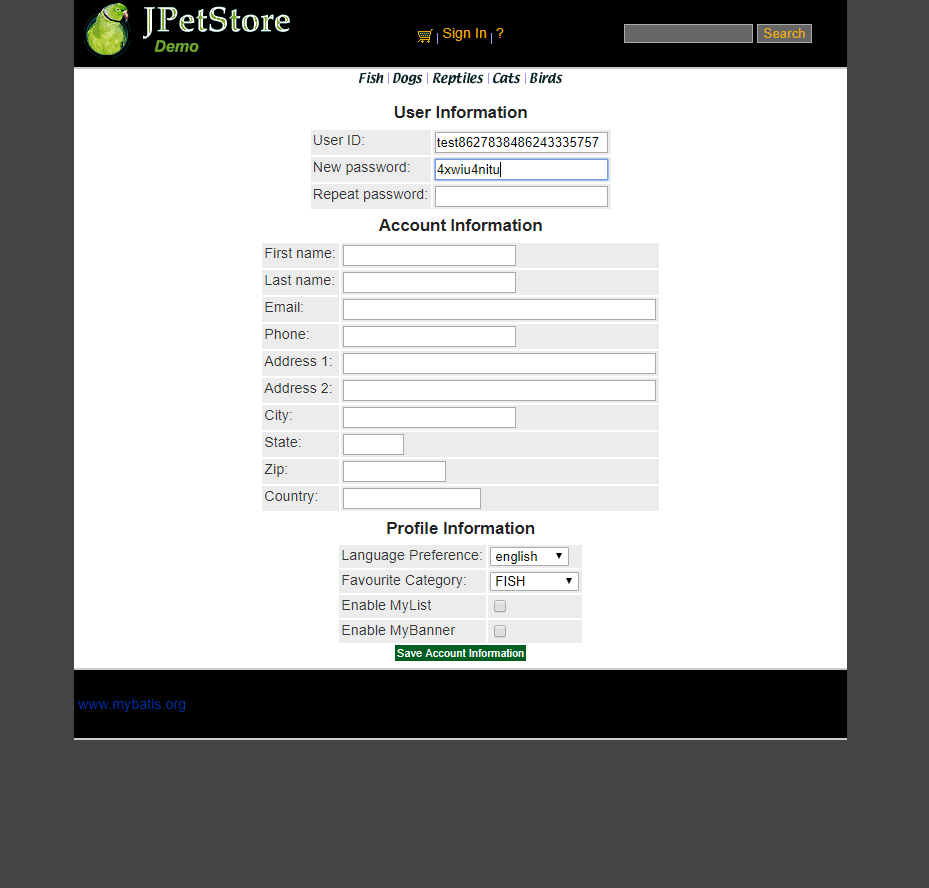 JPetStore
Demo
Sign In | ?
Search
Fish | Dogs | Reptiles | Cats | Birds
User Information
User ID: test8627838486243335757
New password: 4xwiu4nitu
Repeat password:
Account Information
First name:
Last name:
Email:
Phone:
Address 1:
Address 2:
City:
State:
Zip:
Country:
Profile Information
Language Preference: english
Favourite Category: FISH
Enable MyList
Enable MyBanner
Save Account Information
www.mybatis.org